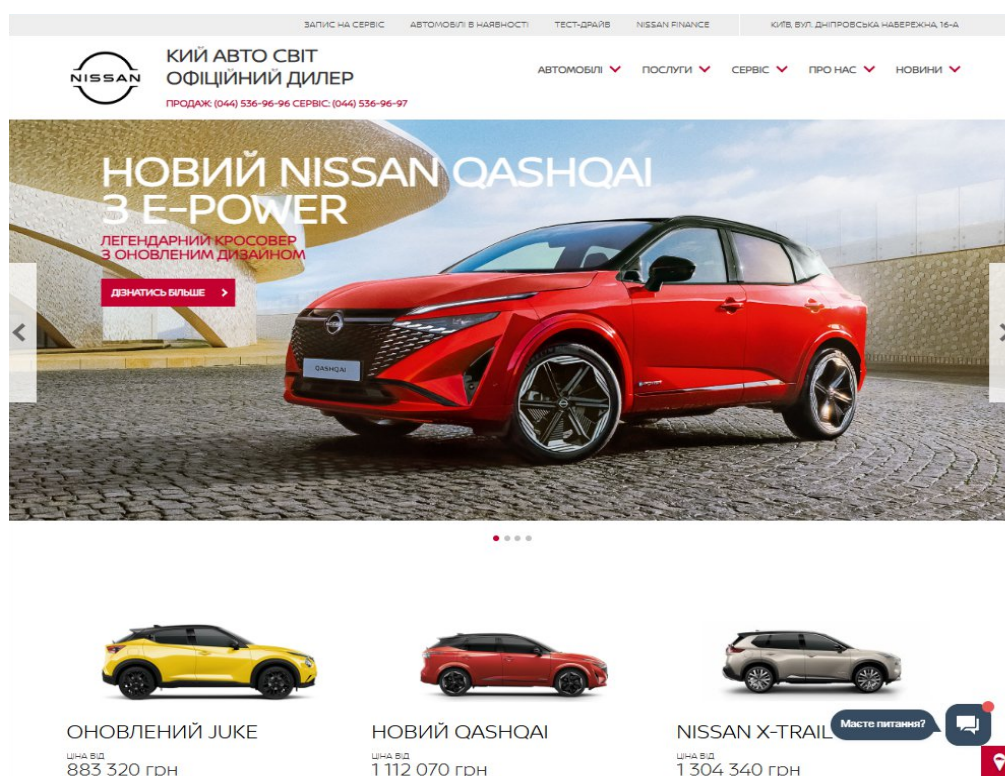 ЗАПИС НА СЕРВІС АВТОМОБІЛІ В НАЯВНОСТІ ТЕСТ-ДРАЙВ NISSAN FINANCE КИЇВ, ВУЛ. ДНІПРОВСЬКА НАБЕРЕЖНА, 16-А
NISSAN
КИЙ АВТО СВІТ
ОФІЦІЙНИЙ ДИЛЕР
ПРОДАЖ: (044) 536-96-96 СЕРВІС: (044) 536-96-97
АВТОМОБІЛІ ПОСЛУГИ СЕРВІС ПРО НАС НОВИНИ
НОВИЙ NISSAN QASHQAI
З E-POWER
ЛЕГЕНДАРНИЙ КРОСОВЕР
З ОНОВЛЕНИМ ДИЗАЙНОМ
ДІЗНАТИСЬ БІЛЬШЕ
QASHQAI
ОНОВЛЕНИЙ JUKE
ЦІНА ВІД
883 320 ГРН
НОВИЙ QASHQAI
ЦІНА ВІД
1 112 070 ГРН
NISSAN X-TRAIL
ЦІНА ВІД
1 304 340 ГРН
Маєте питання?